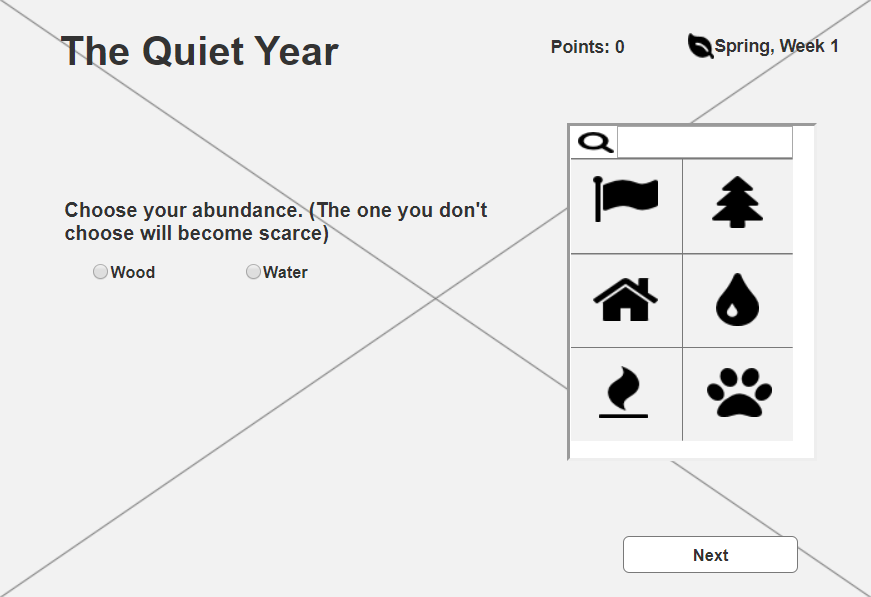 The Quiet Year
Points: 0
Spring, Week 1
Choose your abundance. (The one you don't
choose will become scarce)
Wood
Water
Next